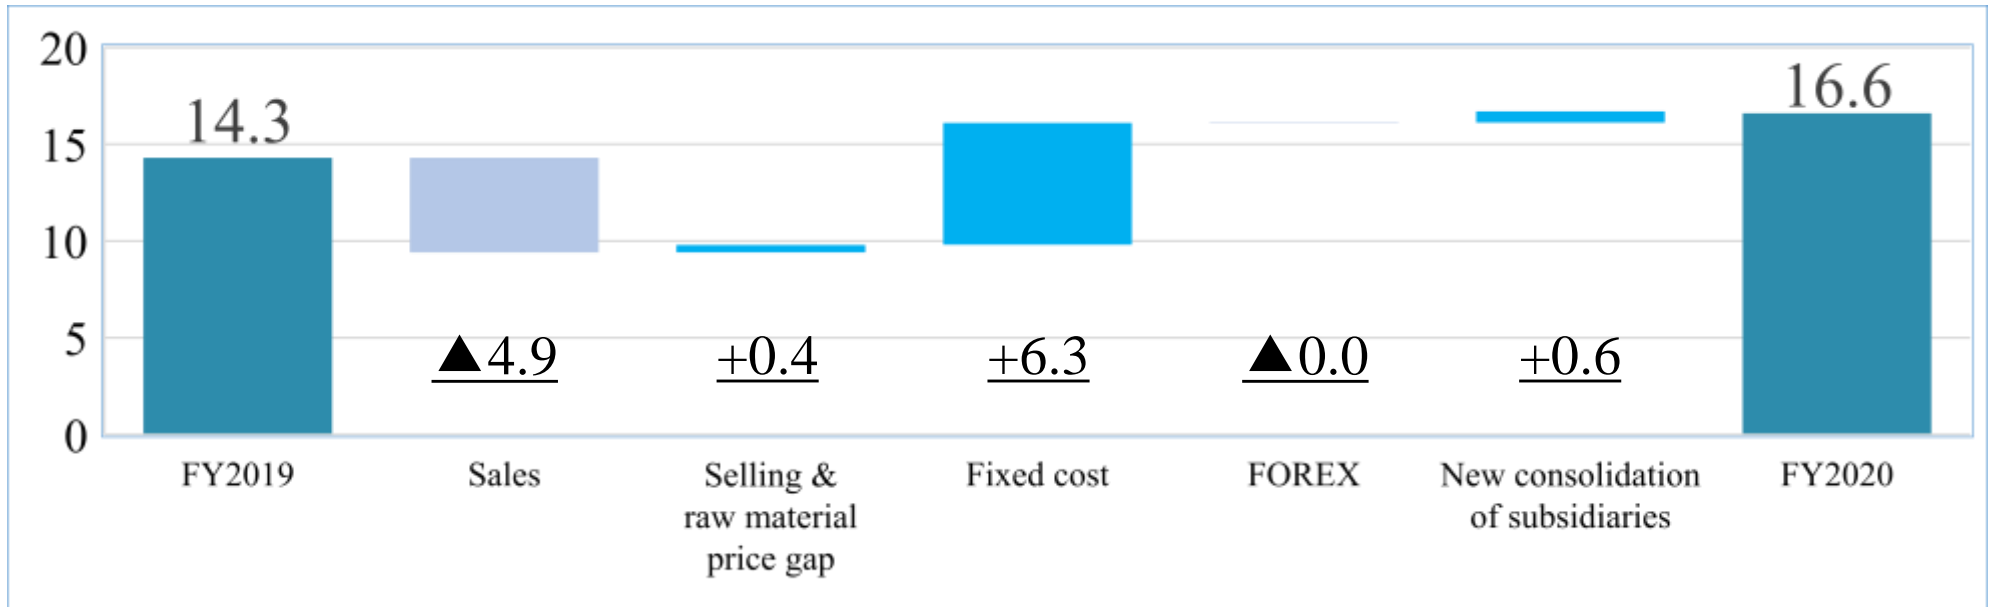 20
15
10
5
0
14.3
16.6
▲4.9
+0.4
+6.3
▲0.0
+0.6
FY2019
Sales
Selling &
raw material
price gap
Fixed cost
FOREX
New consolidation
of subsidiaries
FY2020